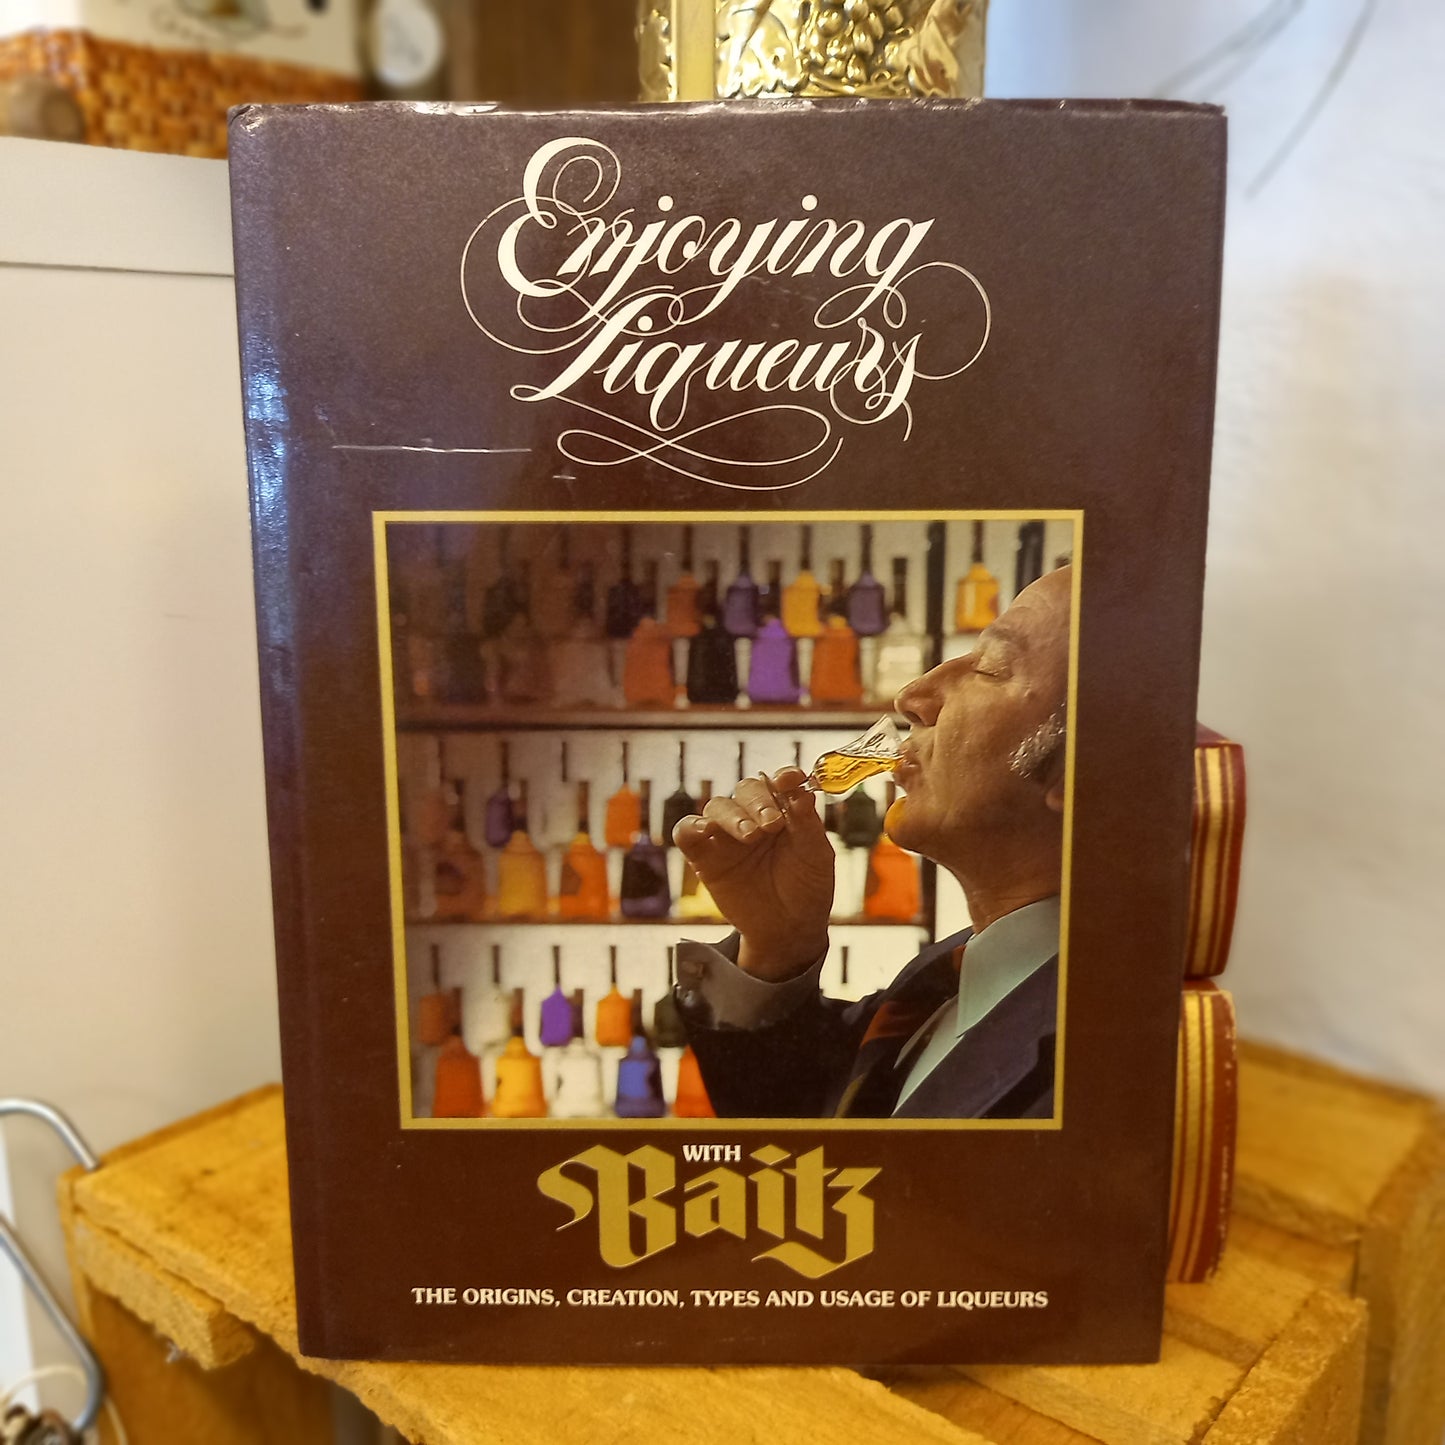 Enjoying
Liqueurs
WITH
Baitz
THE ORIGINS, CREATION, TYPES AND USAGE OF LIQUEURS